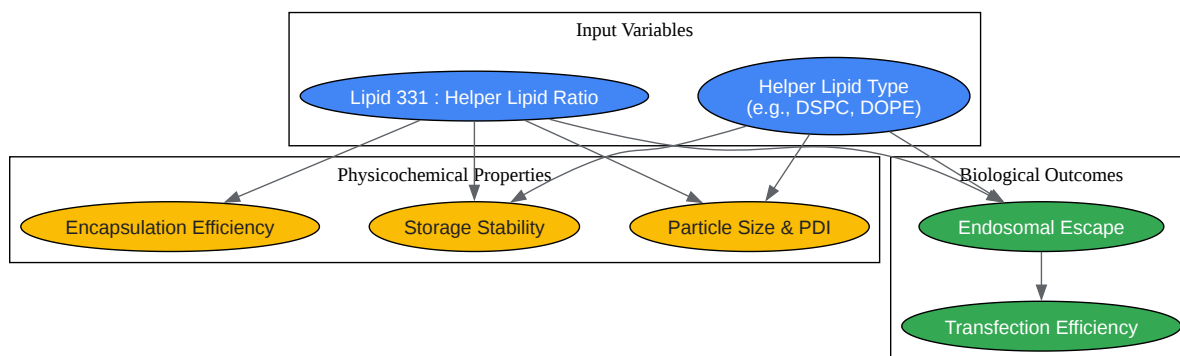 Input Variables
Lipid 331 : Helper Lipid Ratio
Helper Lipid Type
(e.g., DSPC, DOPE)
Physicochemical Properties
Biological Outcomes
Encapsulation Efficiency
Storage Stability
Particle Size & PDI
Endosomal Escape
Transfection Efficiency